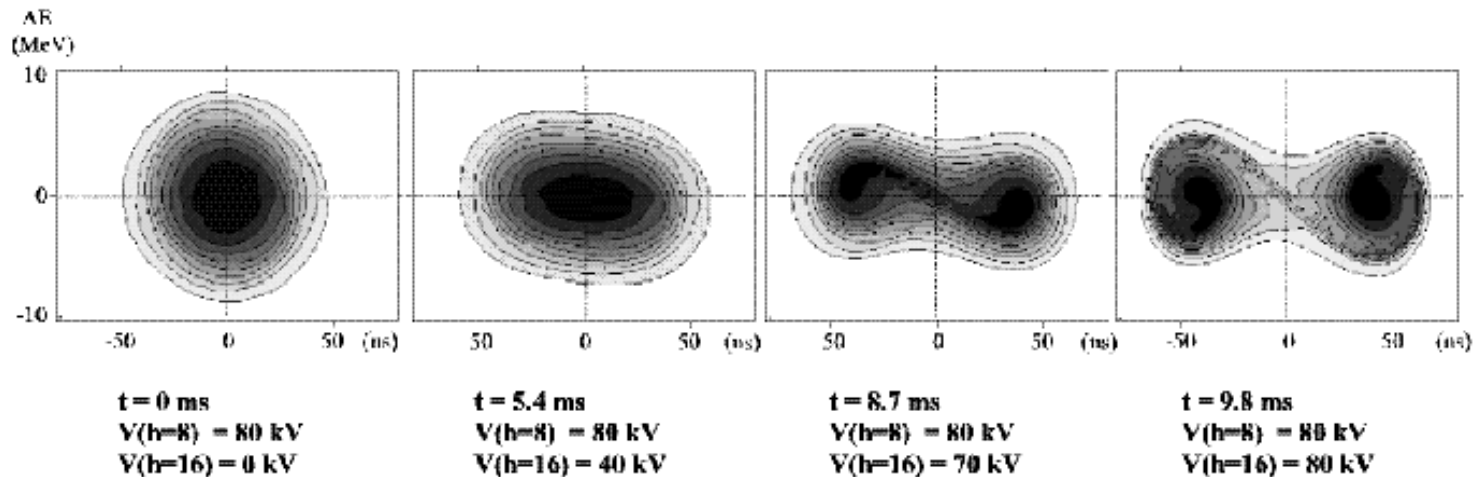 ΔE
(MeV)
10
0
-10
-50 0 50 (ns)
-50 0 50 (ns)
-50 0 50 (ns)
-50 0 50 (ns)
t = 0 ms
V(h=8) = 80 kV
V(h=16) = 0 kV
t = 5.4 ms
V(h=8) = 80 kV
V(h=16) = 40 kV
t = 8.7 ms
V(h=8) = 80 kV
V(h=16) = 70 kV
t = 9.8 ms
V(h=8) = 80 kV
V(h=16) = 80 kV